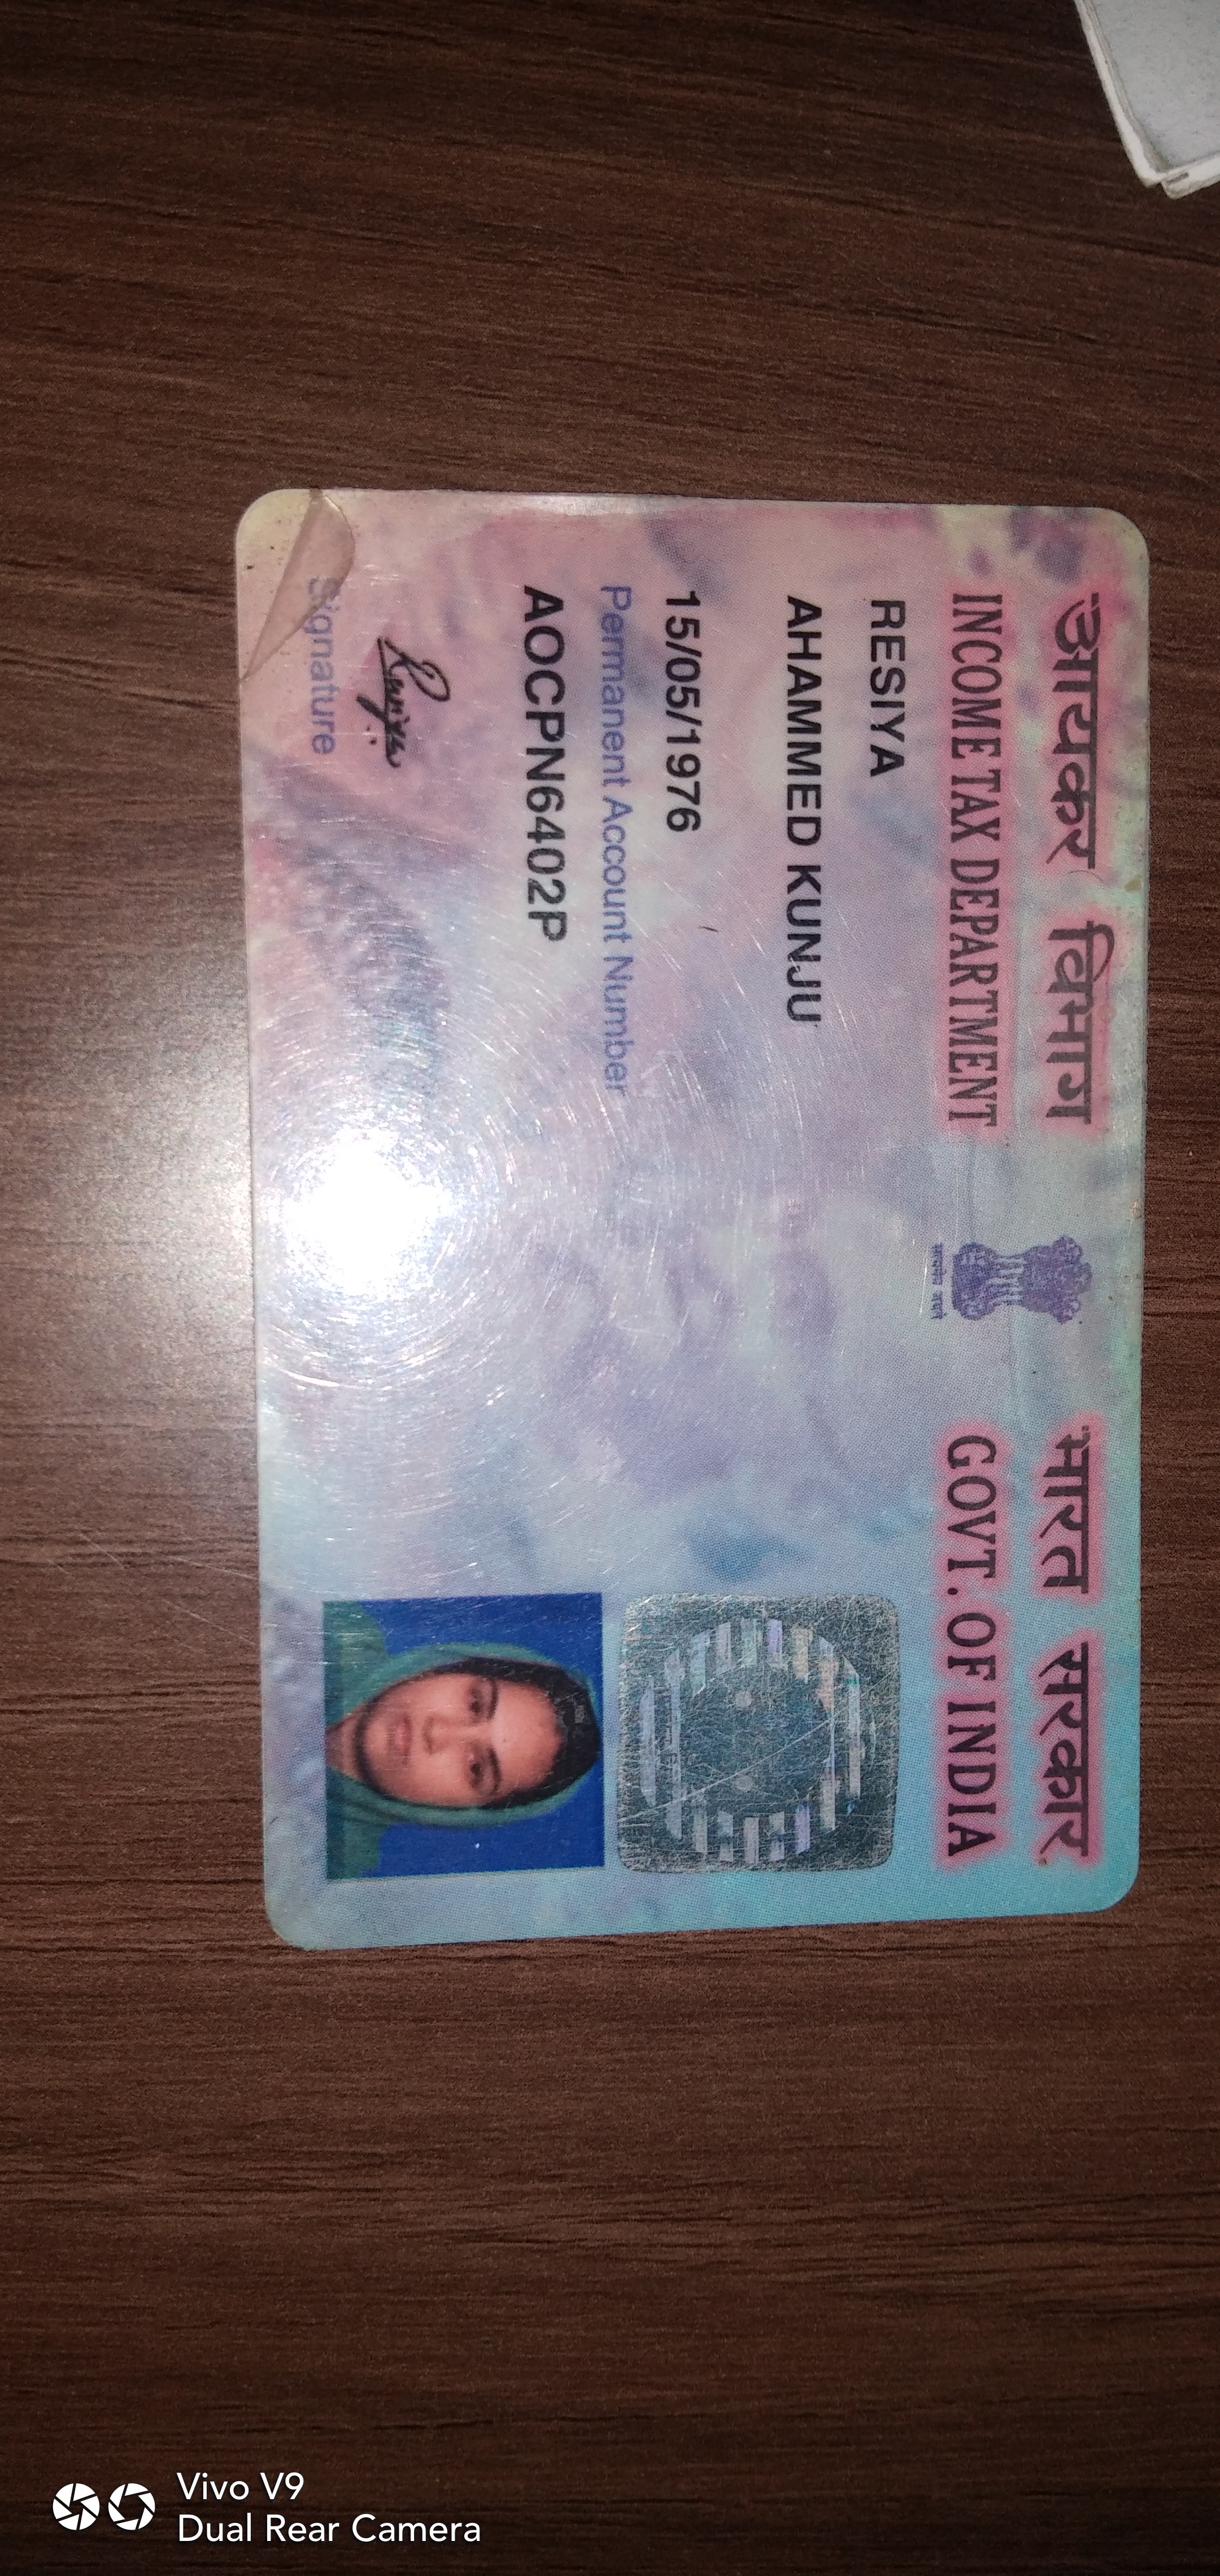 आयकर विभाग
INCOME TAX DEPARTMENT
भारत सरकार
GOVT. OF INDIA
सत्यमेव जयते
RESIYA
AHAMMED KUNJU
15/05/1976
Permanent Account Number
AOCPN6402P
Resiya
Signature
Vivo V9
Dual Rear Camera